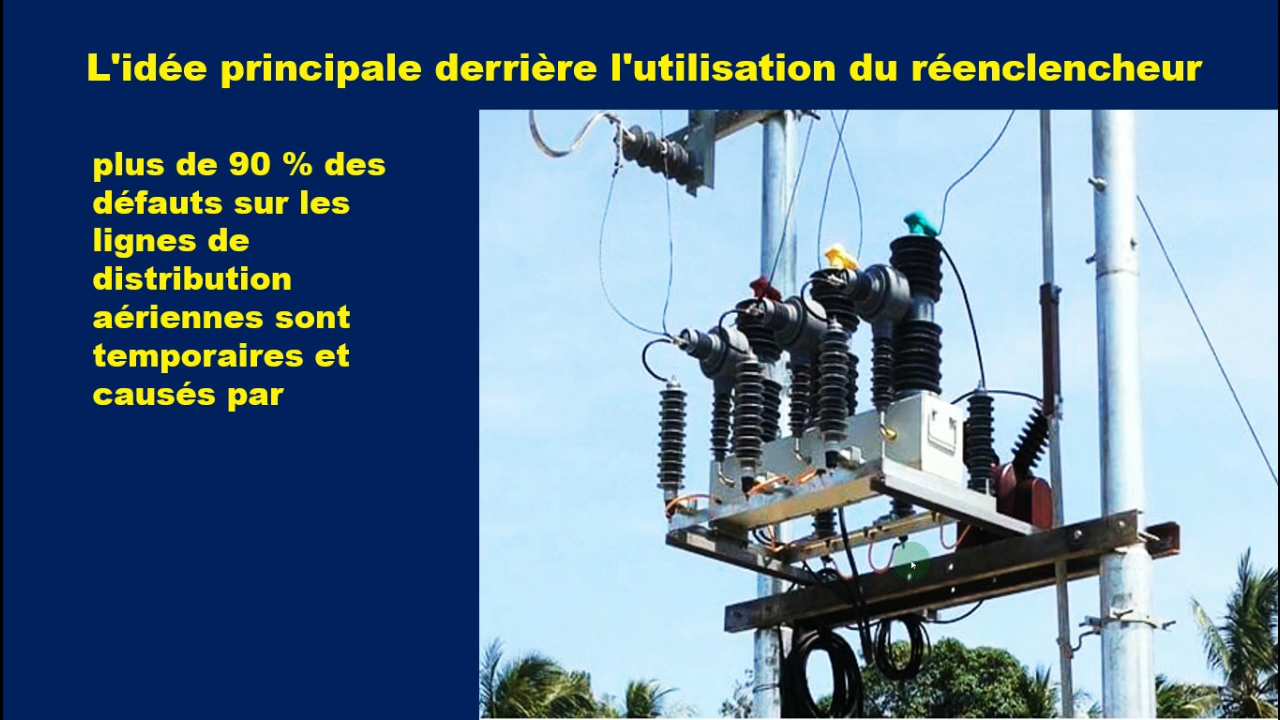 L'idée principale derrière l'utilisation du réenclencheur
plus de 90 % des
défauts sur les
lignes de
distribution
aériennes sont
temporaires et
causés par